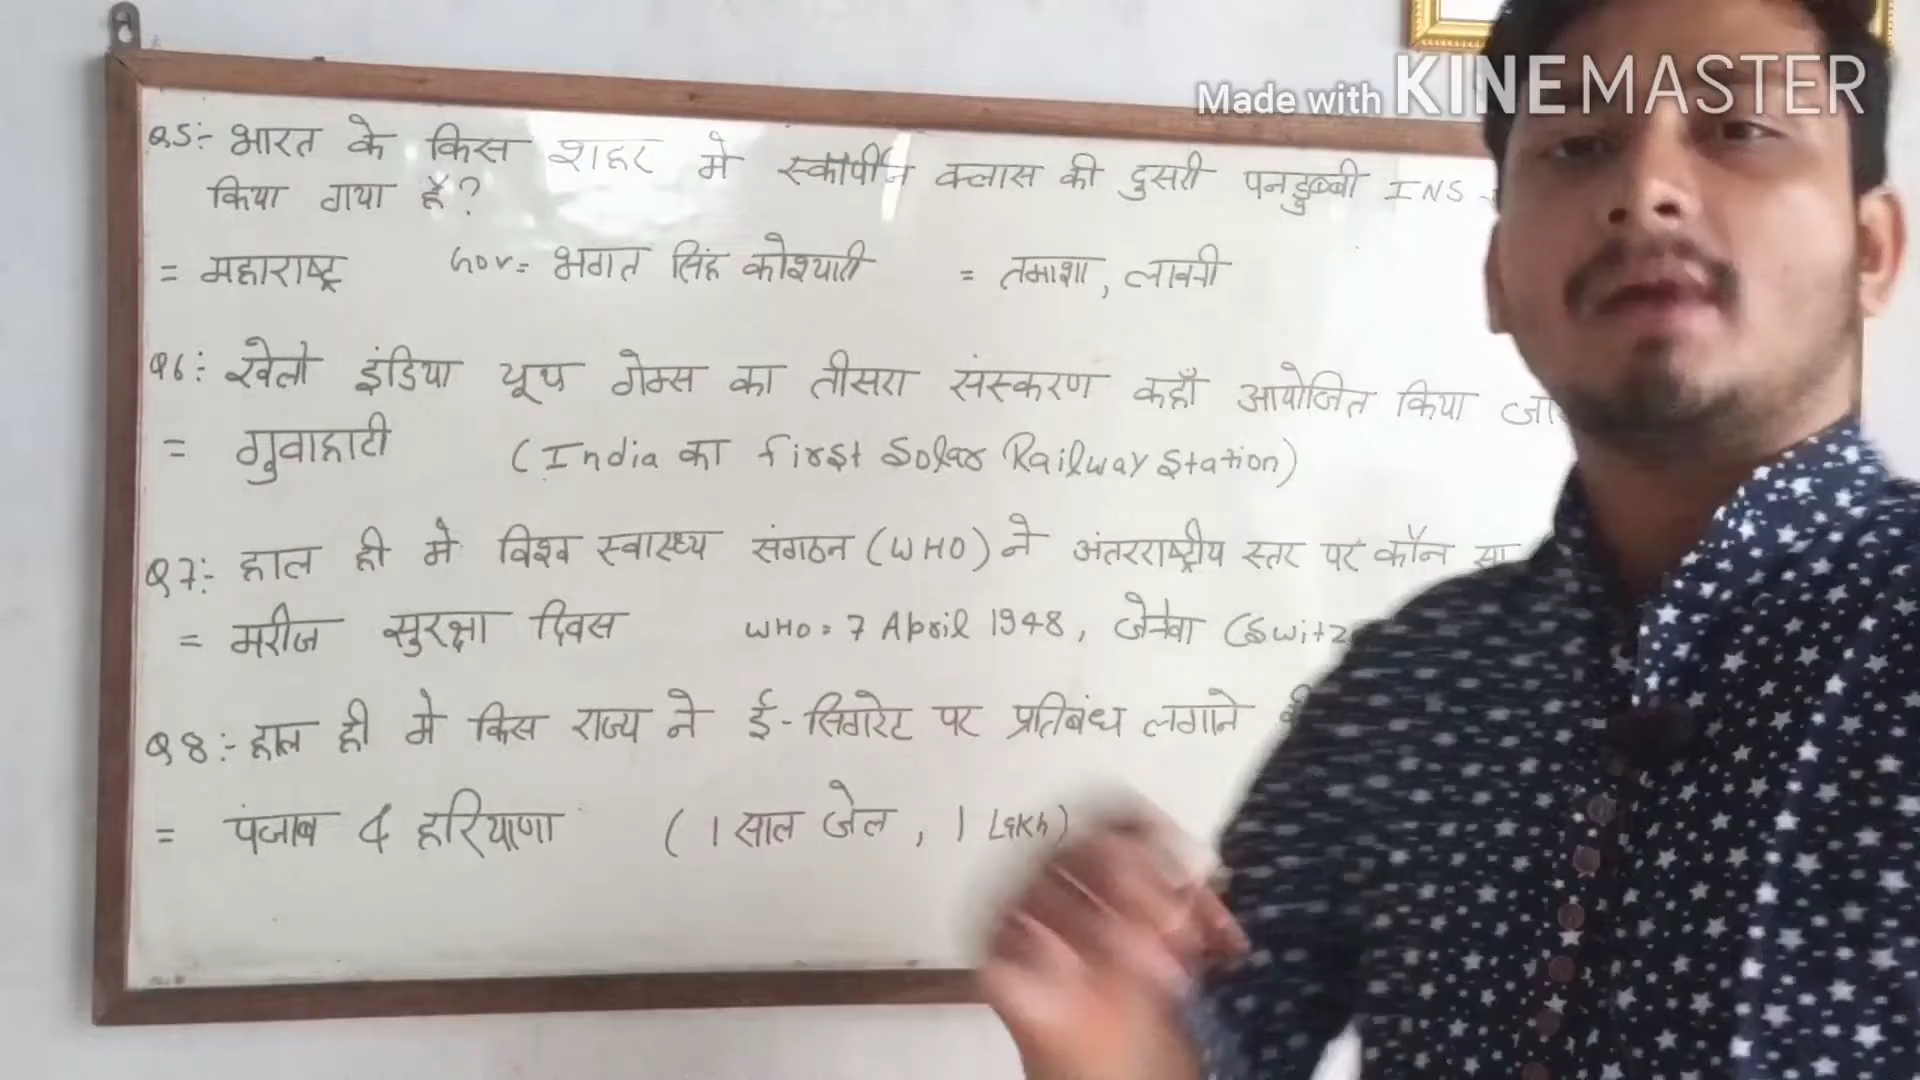 Made with KINEMASTER
Q5:- भारत के किस शहर मे स्कॉर्पीन क्लास की दुसरी पनडुब्बी INS
किया गया है?
= महाराष्ट्र Gov= भगत सिंह कोश्यारी = तमाशा, लावनी
Q6:- खेलो इंडिया यूथ गेम्स का तीसरा संस्करण कहाँ आयोजित किया
= गुवाहाटी (India का first Solar Railway Station)
Q7:- हाल ही मे विश्व स्वास्थ्य संगठन (WHO) ने अंतरराष्ट्रीय स्तर पर कौन सा
= मरीज सुरक्षा दिवस WHO = 7 April 1948, जेनेवा (Switz
Q8:- हाल ही मे किस राज्य ने ई-सिगरेट पर प्रतिबंध लगाने
= पंजाब & हरियाणा (1 साल जेल, 1 Lakh)